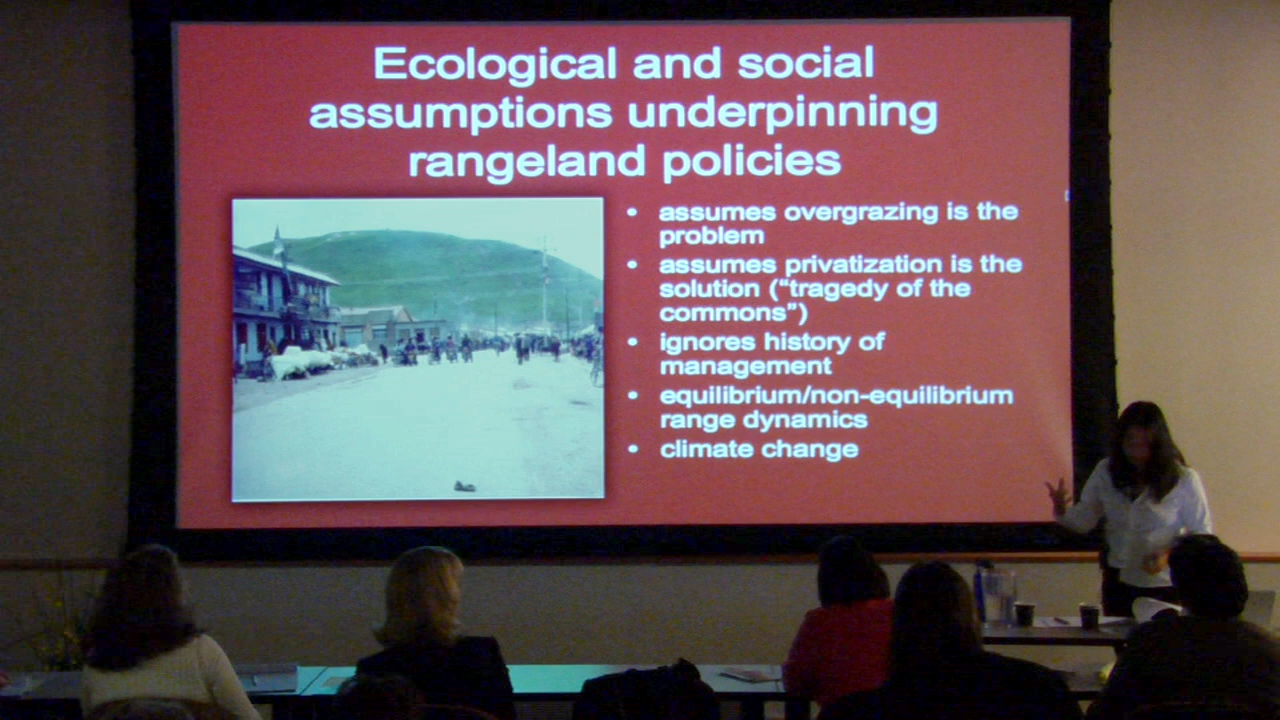 Ecological and social
assumptions underpinning
rangeland policies
• assumes overgrazing is the
problem
• assumes privatization is the
solution (“tragedy of the
commons”)
• ignores history of
management
• equilibrium/non-equilibrium
range dynamics
• climate change